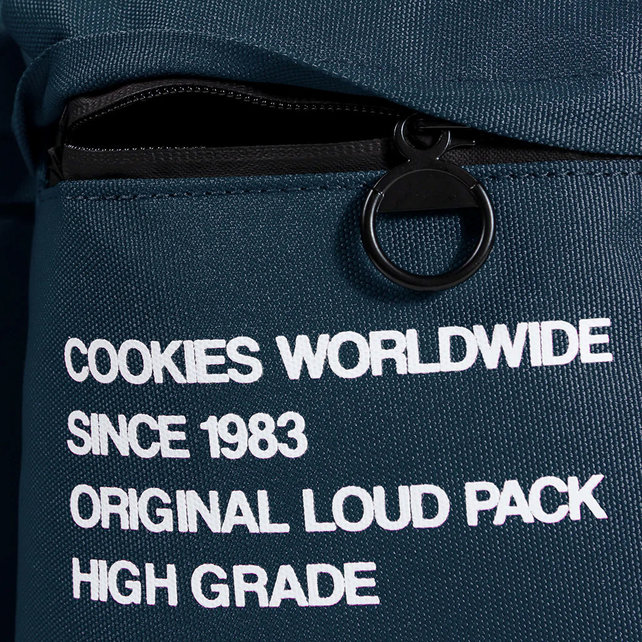 COOKIES WORLDWIDE
SINCE 1983
ORIGINAL LOUD PACK
HIGH GRADE